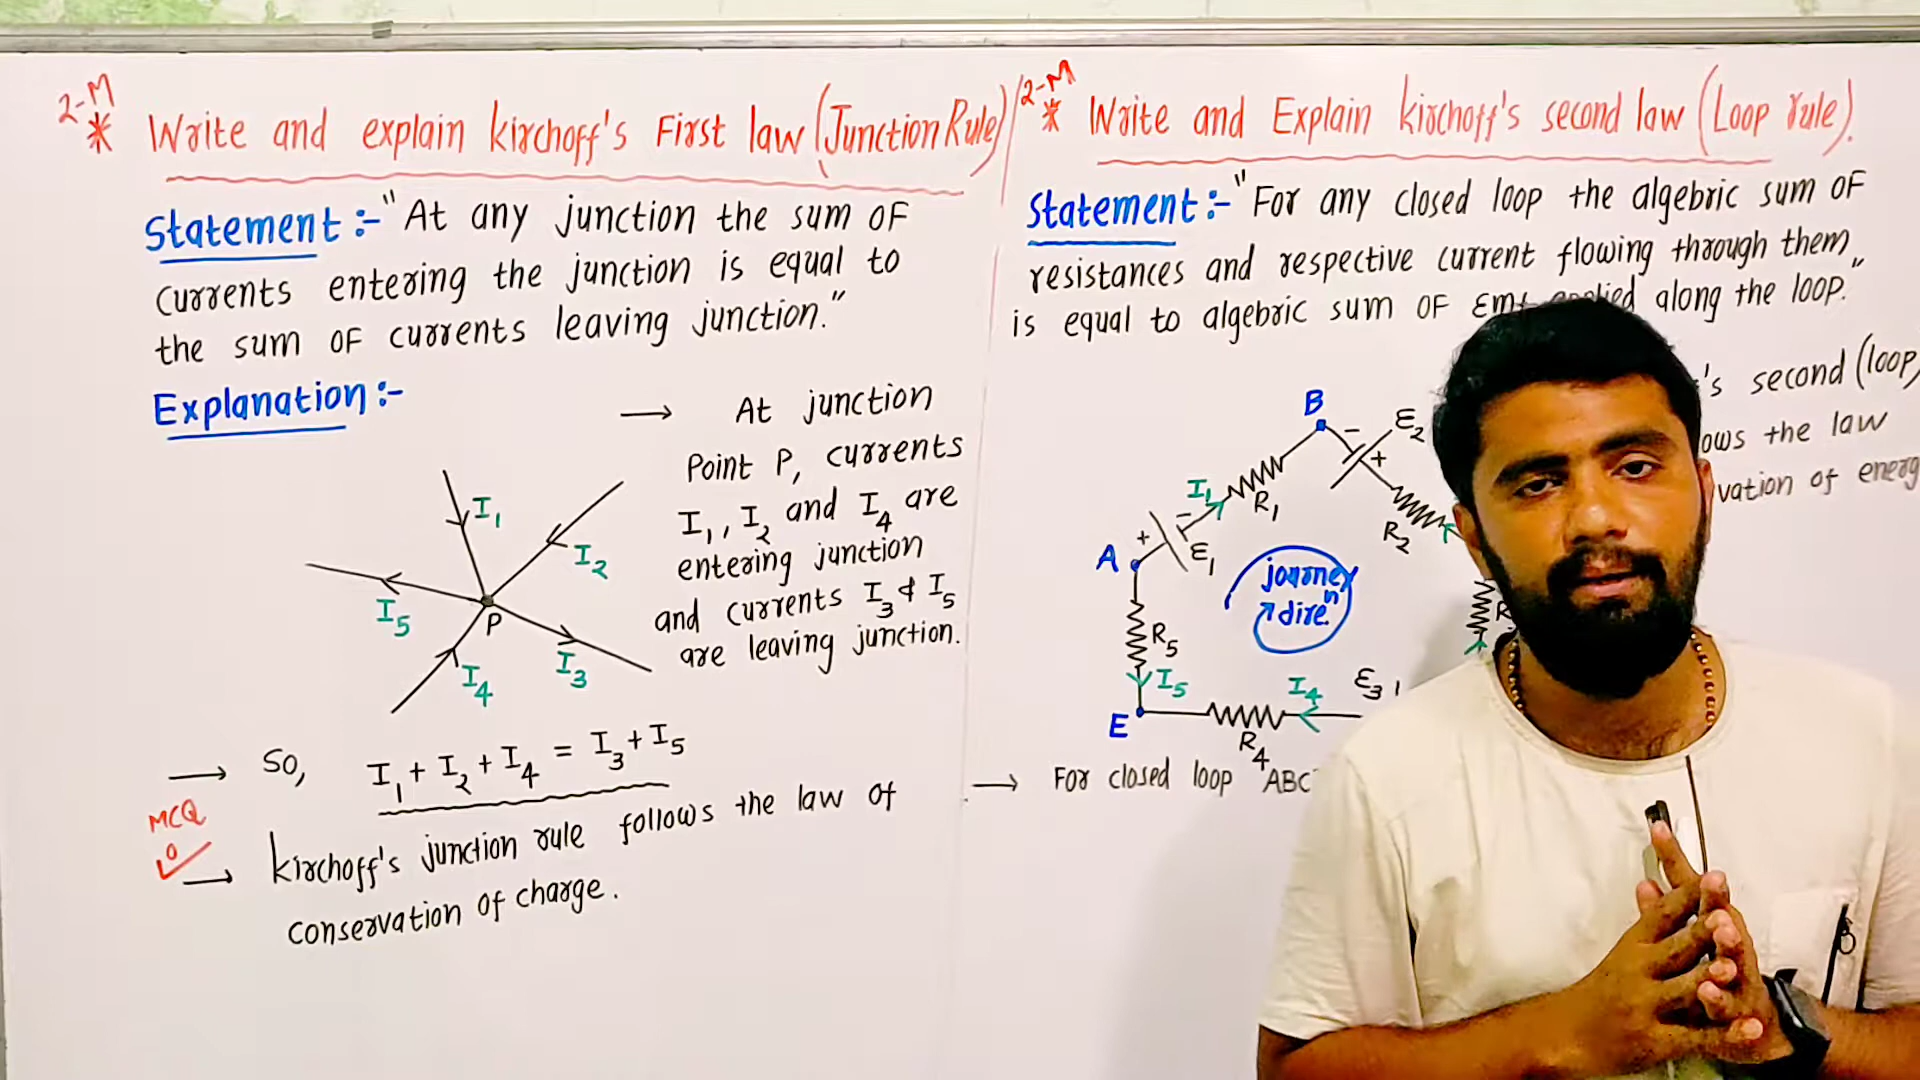 2-M
* Write and explain kirchoff's First law (Junction Rule)
Statement :- "At any junction the sum OF
currents entering the junction is equal to
the sum OF currents leaving junction."
Explanation :-
I1
I2
I5
P
I4
I3
→ At junction
Point P, currents
I1, I2 and I4 are
entering junction
and currents I3 & I5
are leaving junction.
→ So, I1 + I2 + I4 = I3 + I5
MCQ
→ kirchoff's junction rule follows the law of
conservation of charge.
2-M
* Write and Explain kirchoff's second law (Loop rule).
Statement :- "For any closed loop the algebric sum OF
resistances and respective current flowing through them
is equal to algebric sum OF along the loop."
's second (loop)
the law
of
B
- ε2
+
I1
R1
R2
+ -
A
ε1
journey
diren.
R5
I5
I4
ε3
E
R4
→ For closed loop